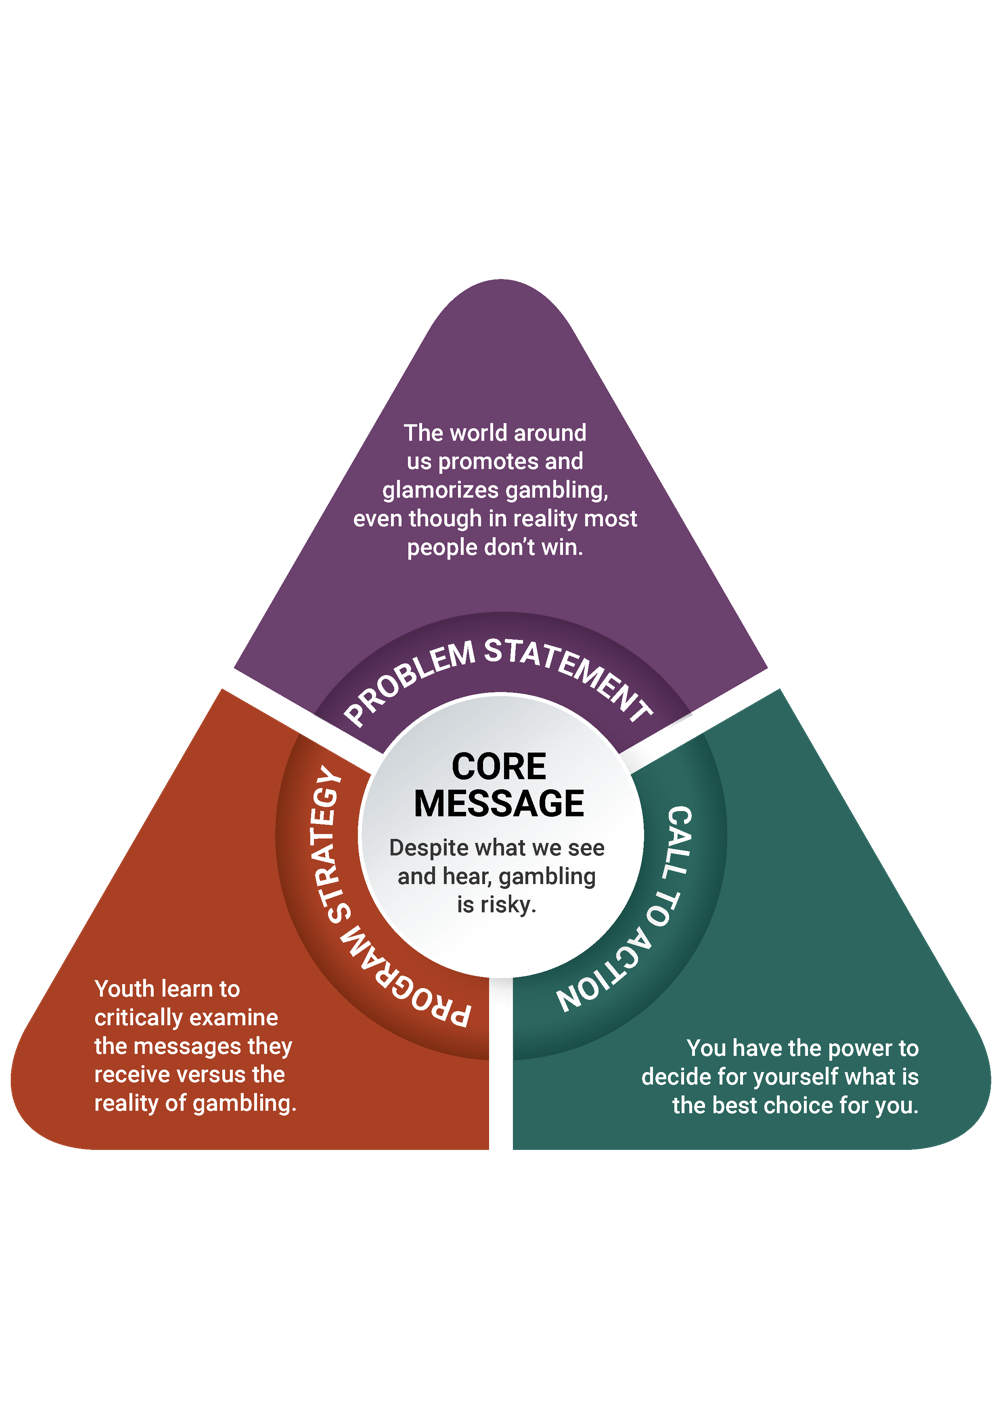 The world around
us promotes and
glamorizes gambling,
even though in reality most
people don’t win.
PROBLEM STATEMENT
CORE
MESSAGE
Despite what we see
and hear, gambling
is risky.
PROGRAM STRATEGY
Youth learn to
critically examine
the messages they
receive versus the
reality of gambling.
CALL TO ACTION
You have the power to
decide for yourself what is
the best choice for you.